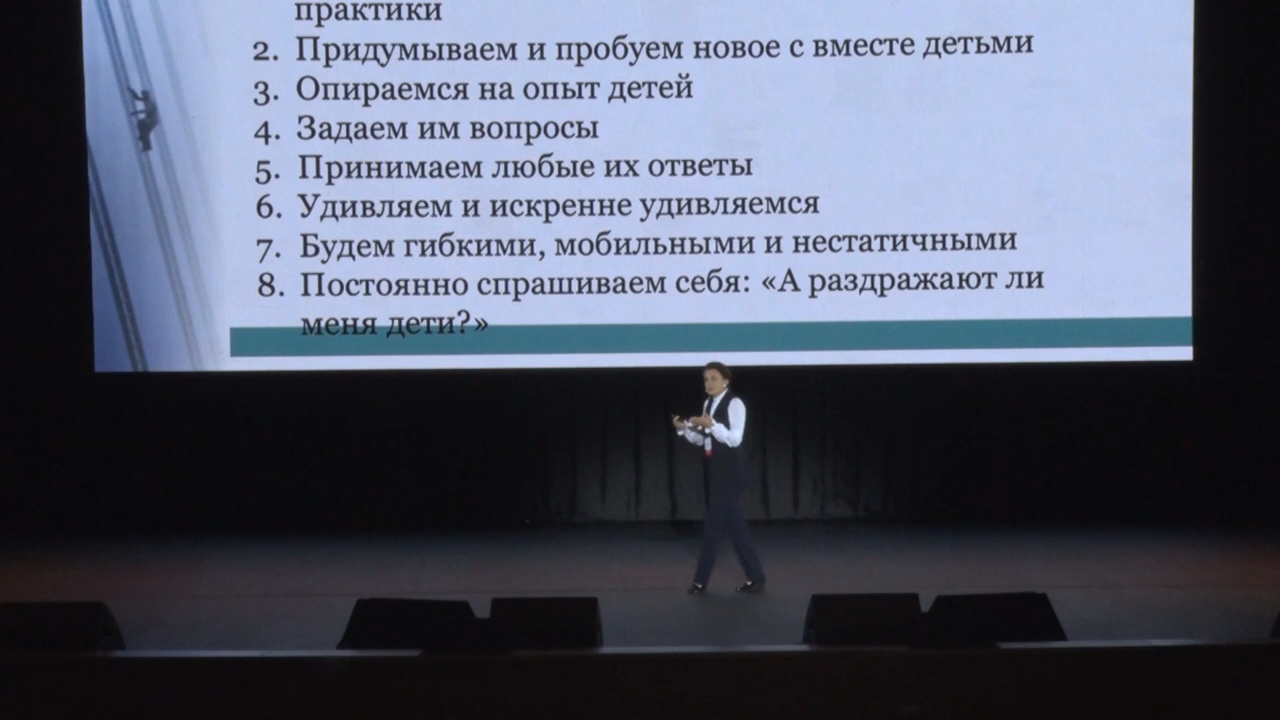 практики
2. Придумываем и пробуем новое с вместе детьми
3. Опираемся на опыт детей
4. Задаем им вопросы
5. Принимаем любые их ответы
6. Удивляем и искренне удивляемся
7. Будем гибкими, мобильными и нестатичными
8. Постоянно спрашиваем себя: «А раздражают ли
меня дети?»